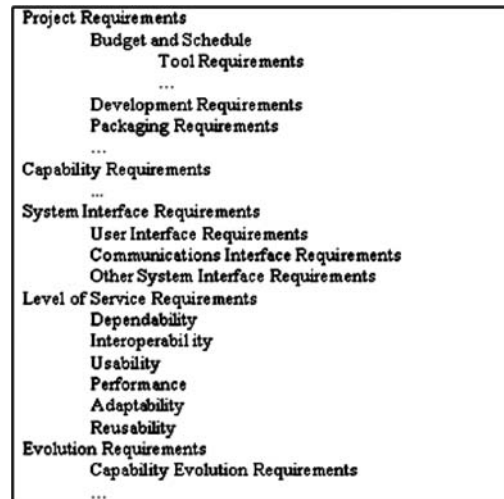 Project Requirements
Budget and Schedule
Tool Requirements
...
Development Requirements
Packaging Requirements
...
Capability Requirements
...
System Interface Requirements
User Interface Requirements
Communications Interface Requirements
Other System Interface Requirements
Level of Service Requirements
Dependability
Interoperability
Usability
Performance
Adaptability
Reusability
Evolution Requirements
Capability Evolution Requirements
...